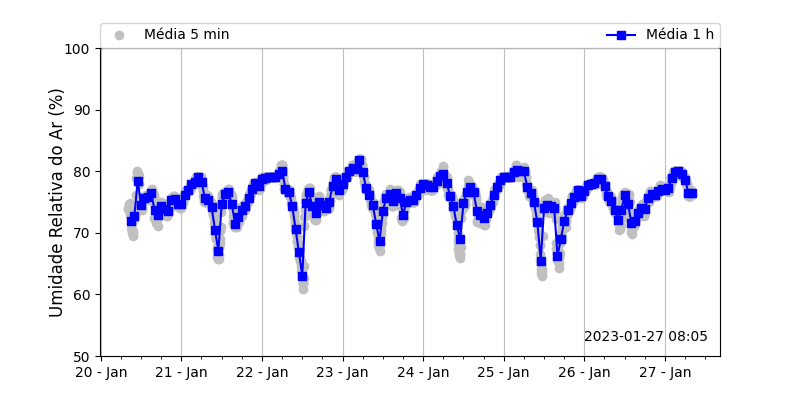 Média 5 min Média 1 h
100
90
80
70
60
50
Umidade Relativa do Ar (%)
2023-01-27 08:05
20 - Jan 21 - Jan 22 - Jan 23 - Jan 24 - Jan 25 - Jan 26 - Jan 27 - Jan